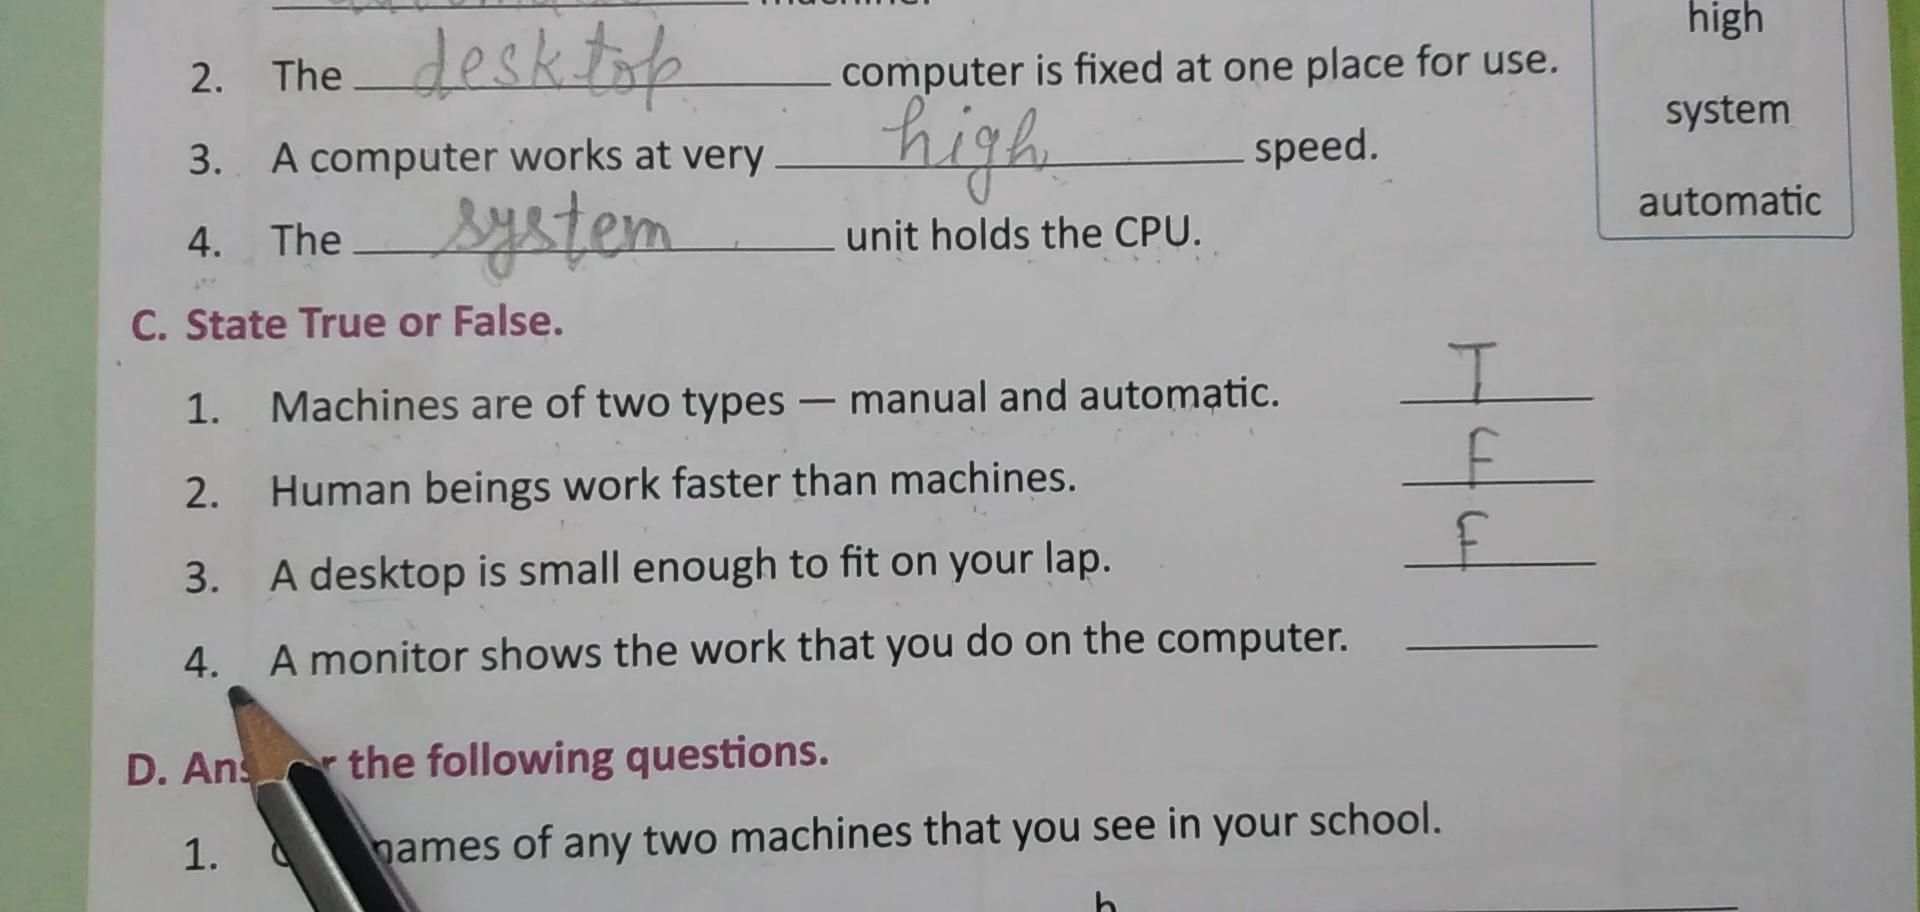 high
2. The desktop computer is fixed at one place for use.
system
3. A computer works at very high speed.
automatic
4. The system unit holds the CPU.
C. State True or False.
1. Machines are of two types — manual and automatic. T
2. Human beings work faster than machines. F
3. A desktop is small enough to fit on your lap. F
4. A monitor shows the work that you do on the computer.
D. the following questions.
1. names of any two machines that you see in your school.